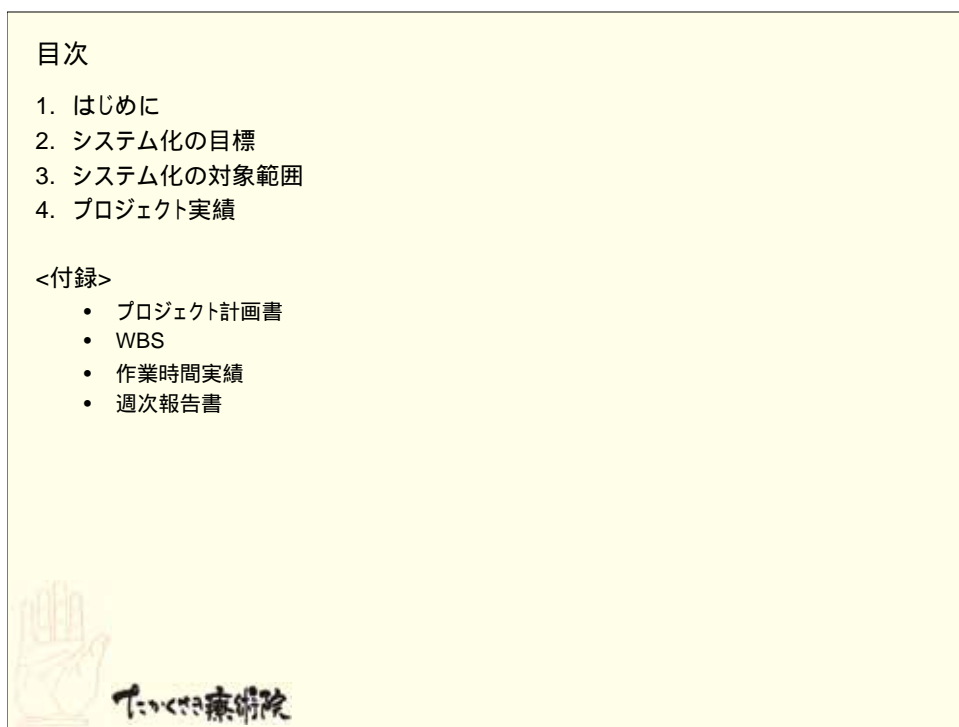 目次
1. はじめに
2. システム化の目標
3. システム化の対象範囲
4. プロジェクト実績
<付録>
• プロジェクト計画書
• WBS
• 作業時間実績
• 週次報告書
たかくさき療術院